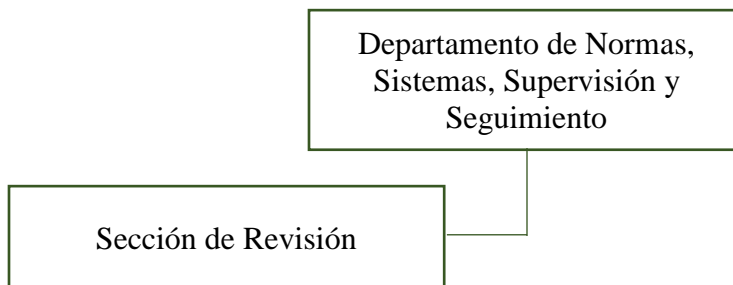 Departamento de Normas,
Sistemas, Supervisión y
Seguimiento
Sección de Revisión